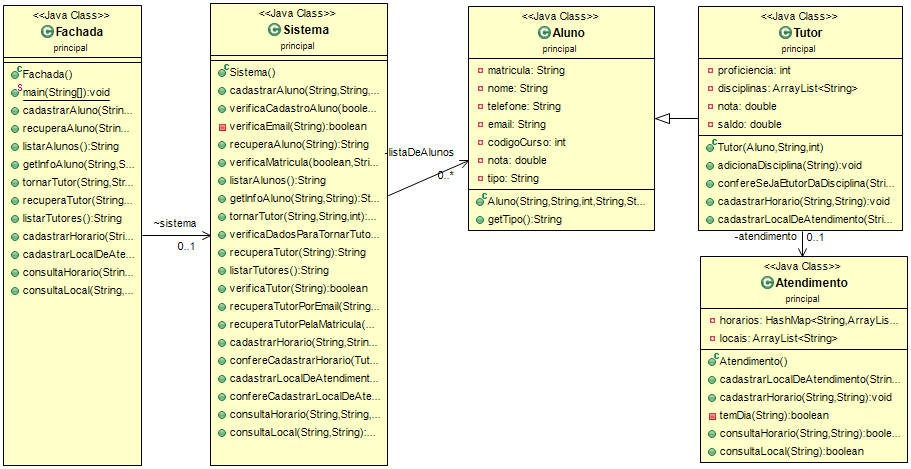 <<Java Class>>
Fachada
principal
Fachada()
main(String[]):void
cadastrarAluno(Strin...
recuperaAluno(Strin...
listarAlunos():String
getInfoAluno(String,S...
tornarTutor(String,Str...
recuperaTutor(String...
listarTutores():String
cadastrarHorario(Stri...
cadastrarLocalDeAte...
consultaHorario(Strin...
consultaLocal(String,...
~sistema
0..1
<<Java Class>>
Sistema
principal
Sistema()
cadastrarAluno(String,String,...
verificaCadastroAluno(boole...
verificaEmail(String):boolean
recuperaAluno(String):String
verificaMatricula(boolean,Stri...
listarAlunos():String
getInfoAluno(String,String):St...
tornarTutor(String,String,int):...
verificaDadosParaTornarTuto...
recuperaTutor(String):String
listarTutores():String
verificaTutor(String):boolean
recuperaTutorPorEmail(String...
recuperaTutorPelaMatricula(...
cadastrarHorario(String,Strin...
confereCadastrarHorario(Tut...
cadastrarLocalDeAtendiment...
confereCadastrarLocalDeAte...
consultaHorario(String,String,...
consultaLocal(String,String):...
-listaDeAlunos
0..*
<<Java Class>>
Aluno
principal
matricula: String
nome: String
telefone: String
email: String
codigoCurso: int
nota: double
tipo: String
Aluno(String,String,int,String,St...
getTipo():String
<<Java Class>>
Tutor
principal
proficiencia: int
disciplinas: ArrayList<String>
nota: double
saldo: double
Tutor(Aluno,String,int)
adicionaDisciplina(String):void
confereSeJaEtutorDaDisciplina(Stri...
cadastrarHorario(String,String):void
cadastrarLocalDeAtendimento(Stri...
-atendimento
0..1
<<Java Class>>
Atendimento
principal
horarios: HashMap<String,ArrayLis...
locais: ArrayList<String>
Atendimento()
cadastrarLocalDeAtendimento(Strin...
cadastrarHorario(String,String):void
temDia(String):boolean
consultaHorario(String,String):boole...
consultaLocal(String):boolean